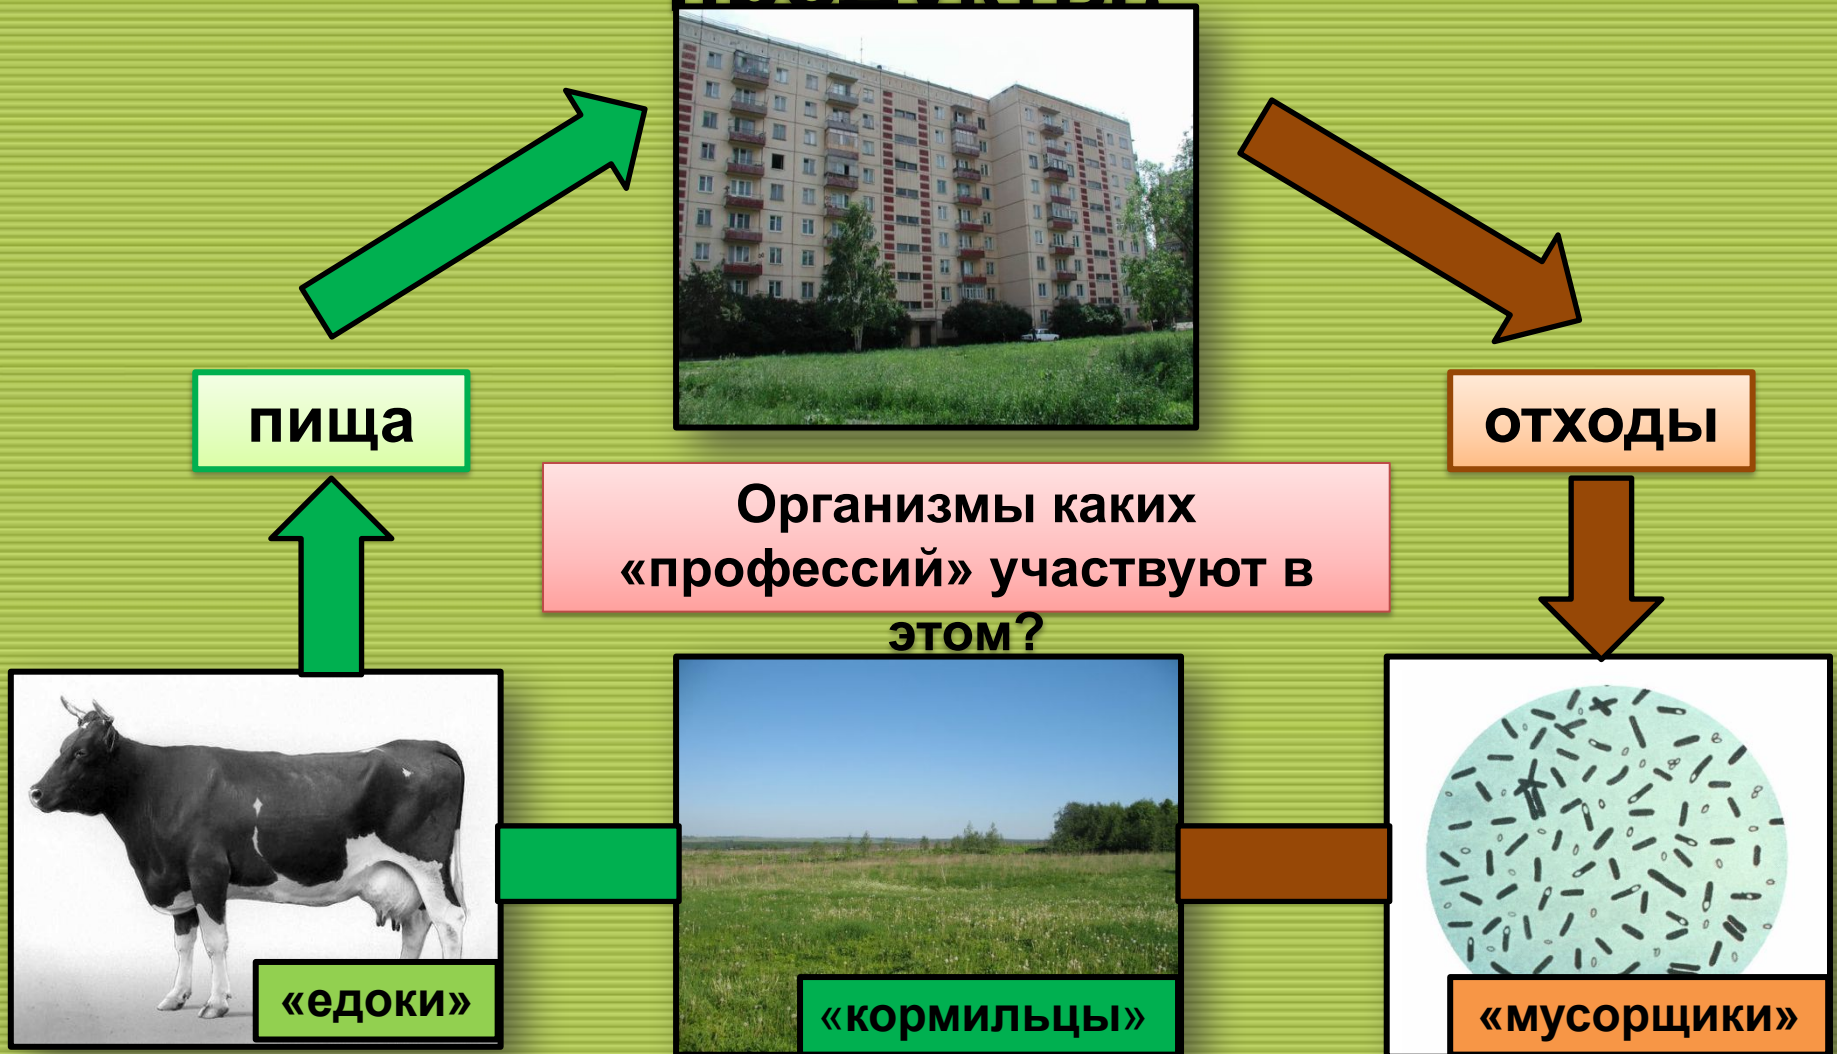 пища
отходы
Организмы каких
«профессий» участвуют в
этом?
«едоки»
«кормильцы»
«мусорщики»